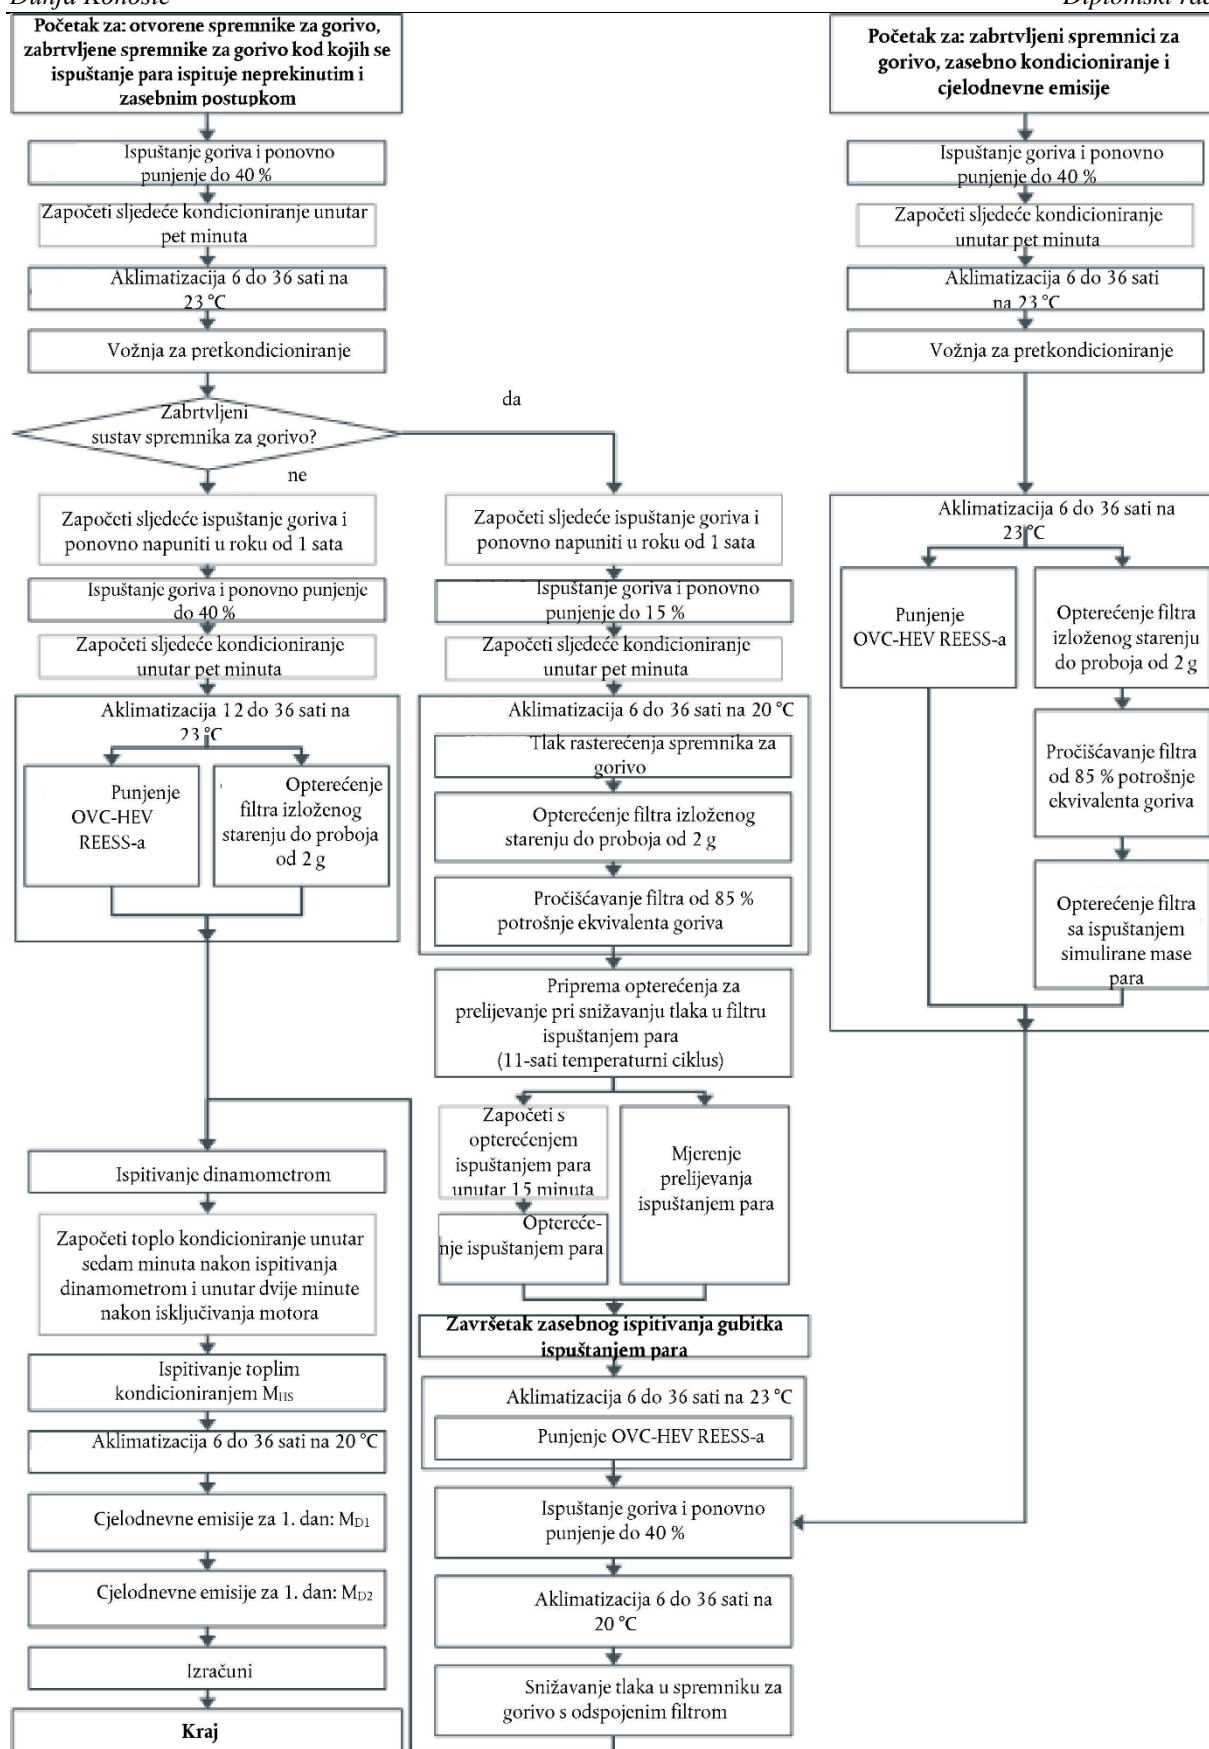 Dunja Konosić
Diplomski rad
Početak za: otvorene spremnike za gorivo,
zabrtvljene spremnike za gorivo kod kojih se
ispuštanje para ispituje neprekinutim i
zasebnim postupkom
Ispuštanje goriva i ponovno
punjenje do 40 %
Započeti sljedeće kondicioniranje unutar
pet minuta
Aklimatizacija 6 do 36 sati na
23 °C
Vožnja za pretkondicioniranje
Zabrtvljeni
sustav spremnika za gorivo?
da
ne
Započeti sljedeće ispuštanje goriva i
ponovno napuniti u roku od 1 sata
Ispuštanje goriva i ponovno punjenje
do 40 %
Započeti sljedeće kondicioniranje
unutar pet minuta
Aklimatizacija 12 do 36 sati na
23 °C
Punjenje
OVC-HEV
REESS-a
Opterećenje
filtra izloženog
starenju do proboja
od 2 g
Ispitivanje dinamometrom
Započeti toplo kondicioniranje unutar
sedam minuta nakon ispitivanja
dinamometrom i unutar dvije minute
nakon isključivanja motora
Ispitivanje toplim
kondicioniranjem MHS
Aklimatizacija 6 do 36 sati na 20 °C
Cjelodnevne emisije za 1. dan: MD1
Cjelodnevne emisije za 1. dan: MD2
Izračuni
Kraj
Započeti sljedeće ispuštanje goriva i
ponovno napuniti u roku od 1 sata
Ispuštanje goriva i ponovno
punjenje do 15 %
Započeti sljedeće kondicioniranje
unutar pet minuta
Aklimatizacija 6 do 36 sati na 20 °C
Tlak rasterećenja spremnika za
gorivo
Opterećenje filtra izloženog
starenju do proboja od 2 g
Pročišćavanje filtra od 85 %
potrošnje ekvivalenta goriva
Priprema opterećenja za
prelijevanje pri snižavanju tlaka u filtru
ispuštanjem para
(11-sati temperaturni ciklus)
Započeti s
opterećenjem
ispuštanjem para
unutar 15 minuta
Optereće-
nje ispuštanjem para
Mjerenje
prelijevanja
ispuštanjem para
Završetak zasebnog ispitivanja gubitka
ispuštanjem para
Aklimatizacija 6 do 36 sati na 23 °C
Punjenje OVC-HEV REESS-a
Ispuštanje goriva i ponovno
punjenje do 40 %
Aklimatizacija 6 do 36 sati na
20 °C
Snižavanje tlaka u spremniku za
gorivo s odspojenim filtrom
Početak za: zabrtvljeni spremnici za
gorivo, zasebno kondicioniranje i
cjelodnevne emisije
Ispuštanje goriva i ponovno
punjenje do 40 %
Započeti sljedeće kondicioniranje
unutar pet minuta
Aklimatizacija 6 do 36 sati
na 23 °C
Vožnja za pretkondicioniranje
Aklimatizacija 6 do 36 sati na
23 °C
Punjenje
OVC-HEV REESS-a
Opterećenje filtra
izloženog starenju
do proboja od 2 g
Pročišćavanje filtra
od 85 % potrošnje
ekvivalenta goriva
Opterećenje filtra
sa ispuštanjem
simulirane mase
para